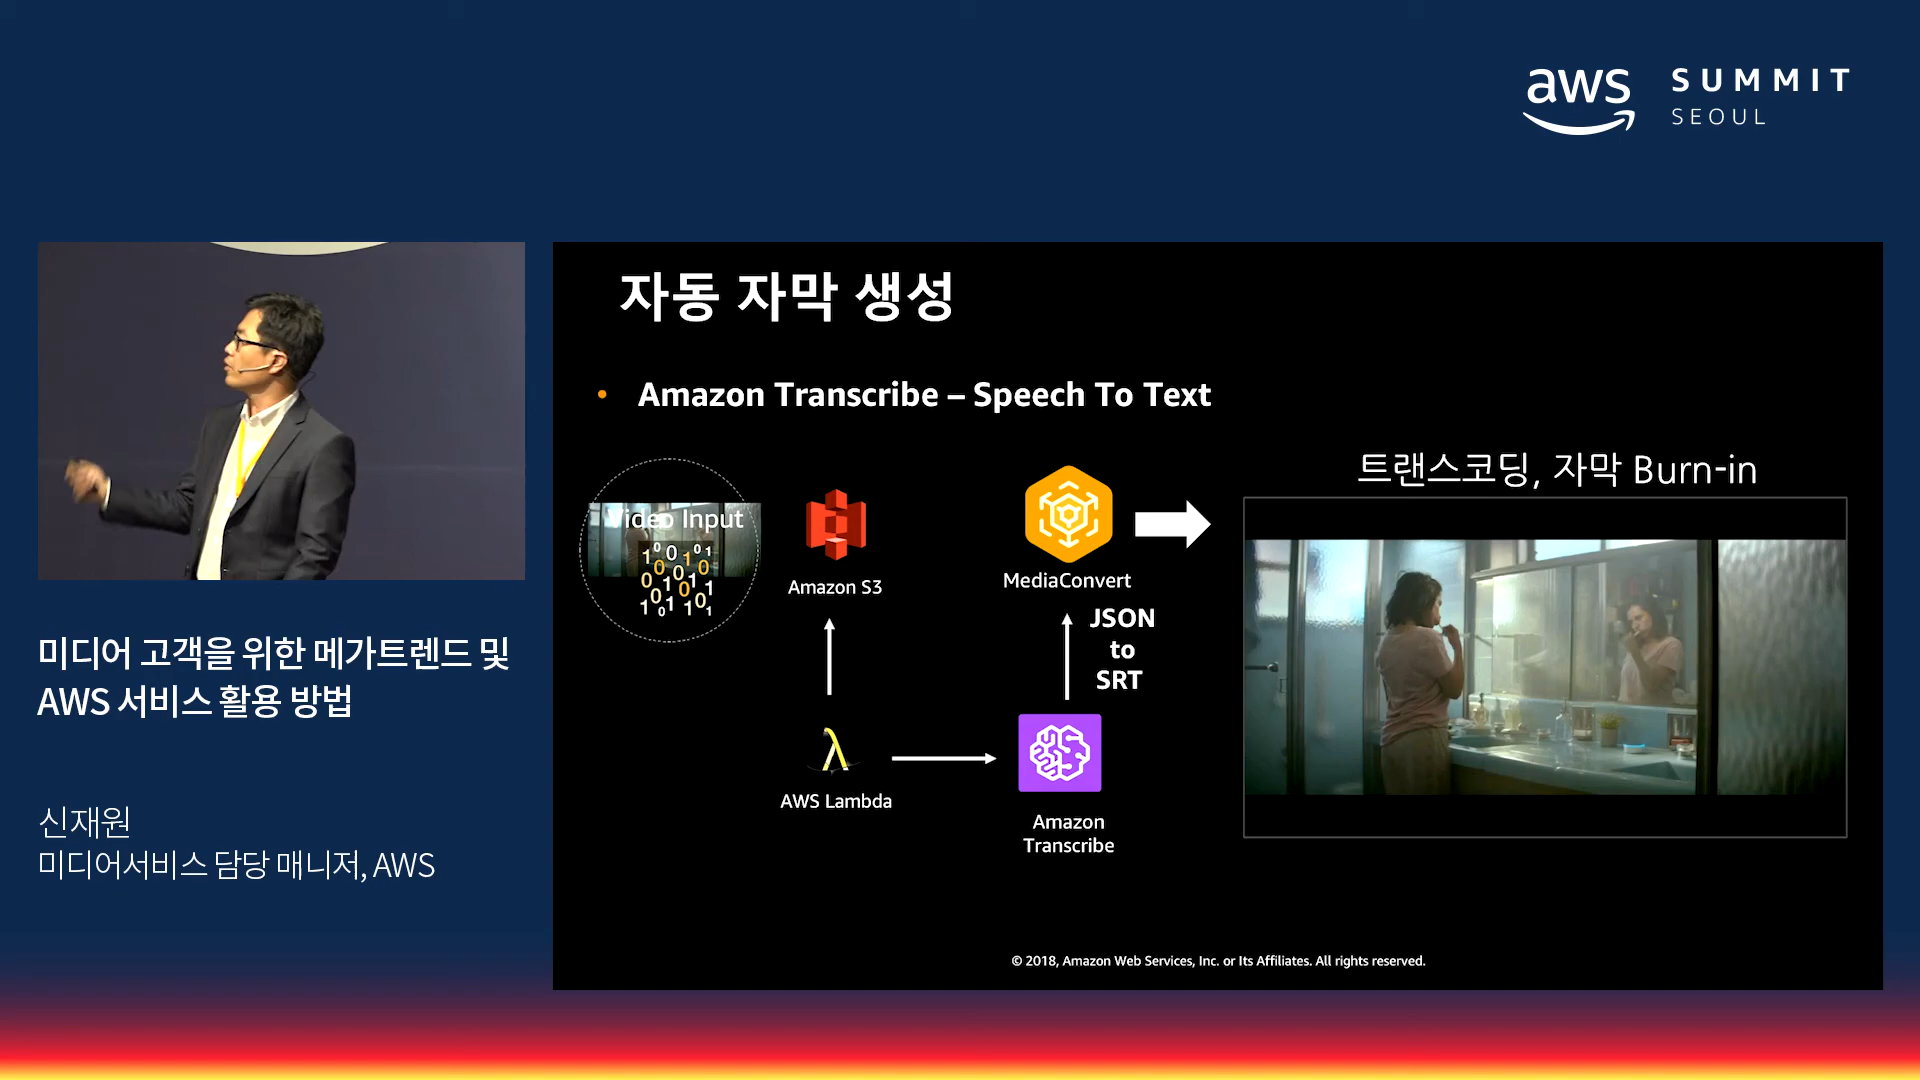 aws
SUMMIT
SEOUL
자동 자막 생성
• Amazon Transcribe – Speech To Text
트랜스코딩, 자막 Burn-in
Video Input
Amazon S3
MediaConvert
JSON
to
SRT
AWS Lambda
Amazon
Transcribe
© 2018, Amazon Web Services, Inc. or Its Affiliates. All rights reserved.
미디어 고객을 위한 메가트렌드 및
AWS 서비스 활용 방법
신재원
미디어서비스 담당 매니저, AWS